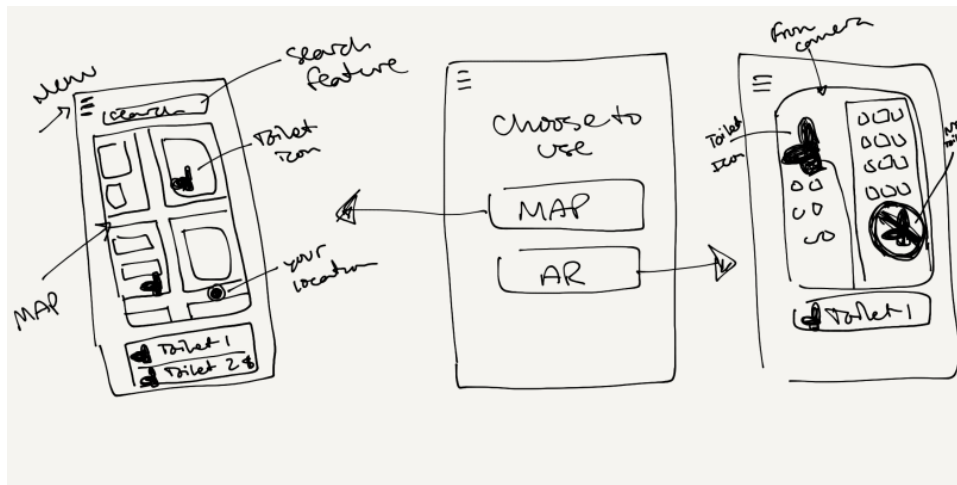 Menu
Search
feature
search
Toilet
Icon
your
location
MAP
Toilet 1
Toilet 2 $
choose to
use
MAP
AR
From
camera
Toilet
Icon
Toilet 1